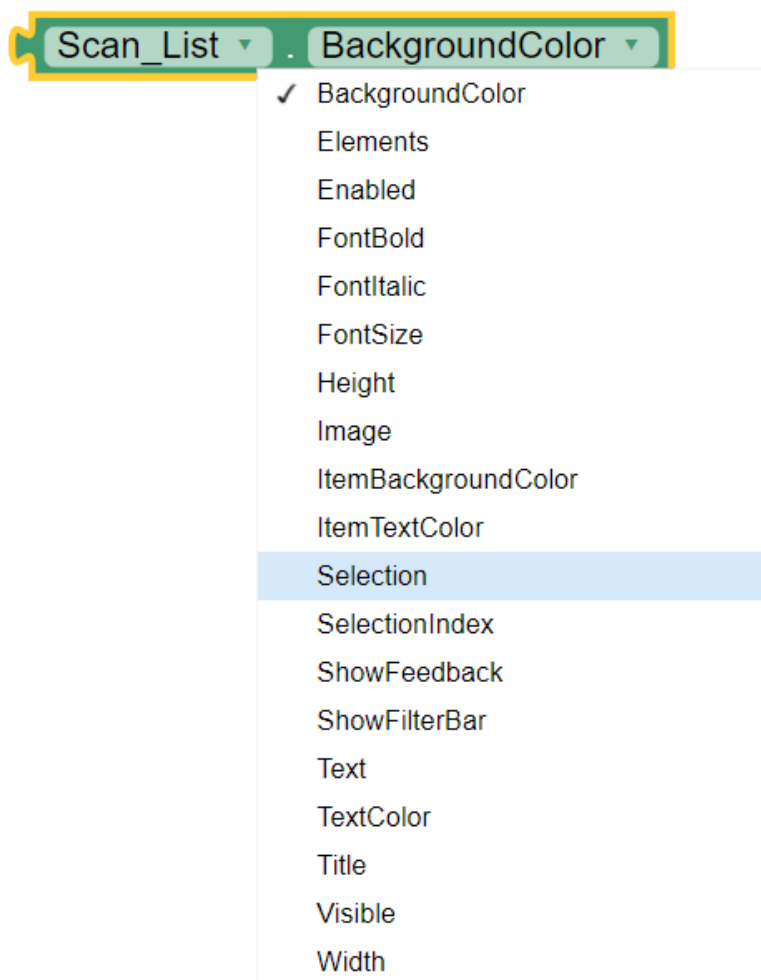 Scan_List . BackgroundColor
✓ BackgroundColor
Elements
Enabled
FontBold
FontItalic
FontSize
Height
Image
ItemBackgroundColor
ItemTextColor
Selection
SelectionIndex
ShowFeedback
ShowFilterBar
Text
TextColor
Title
Visible
Width